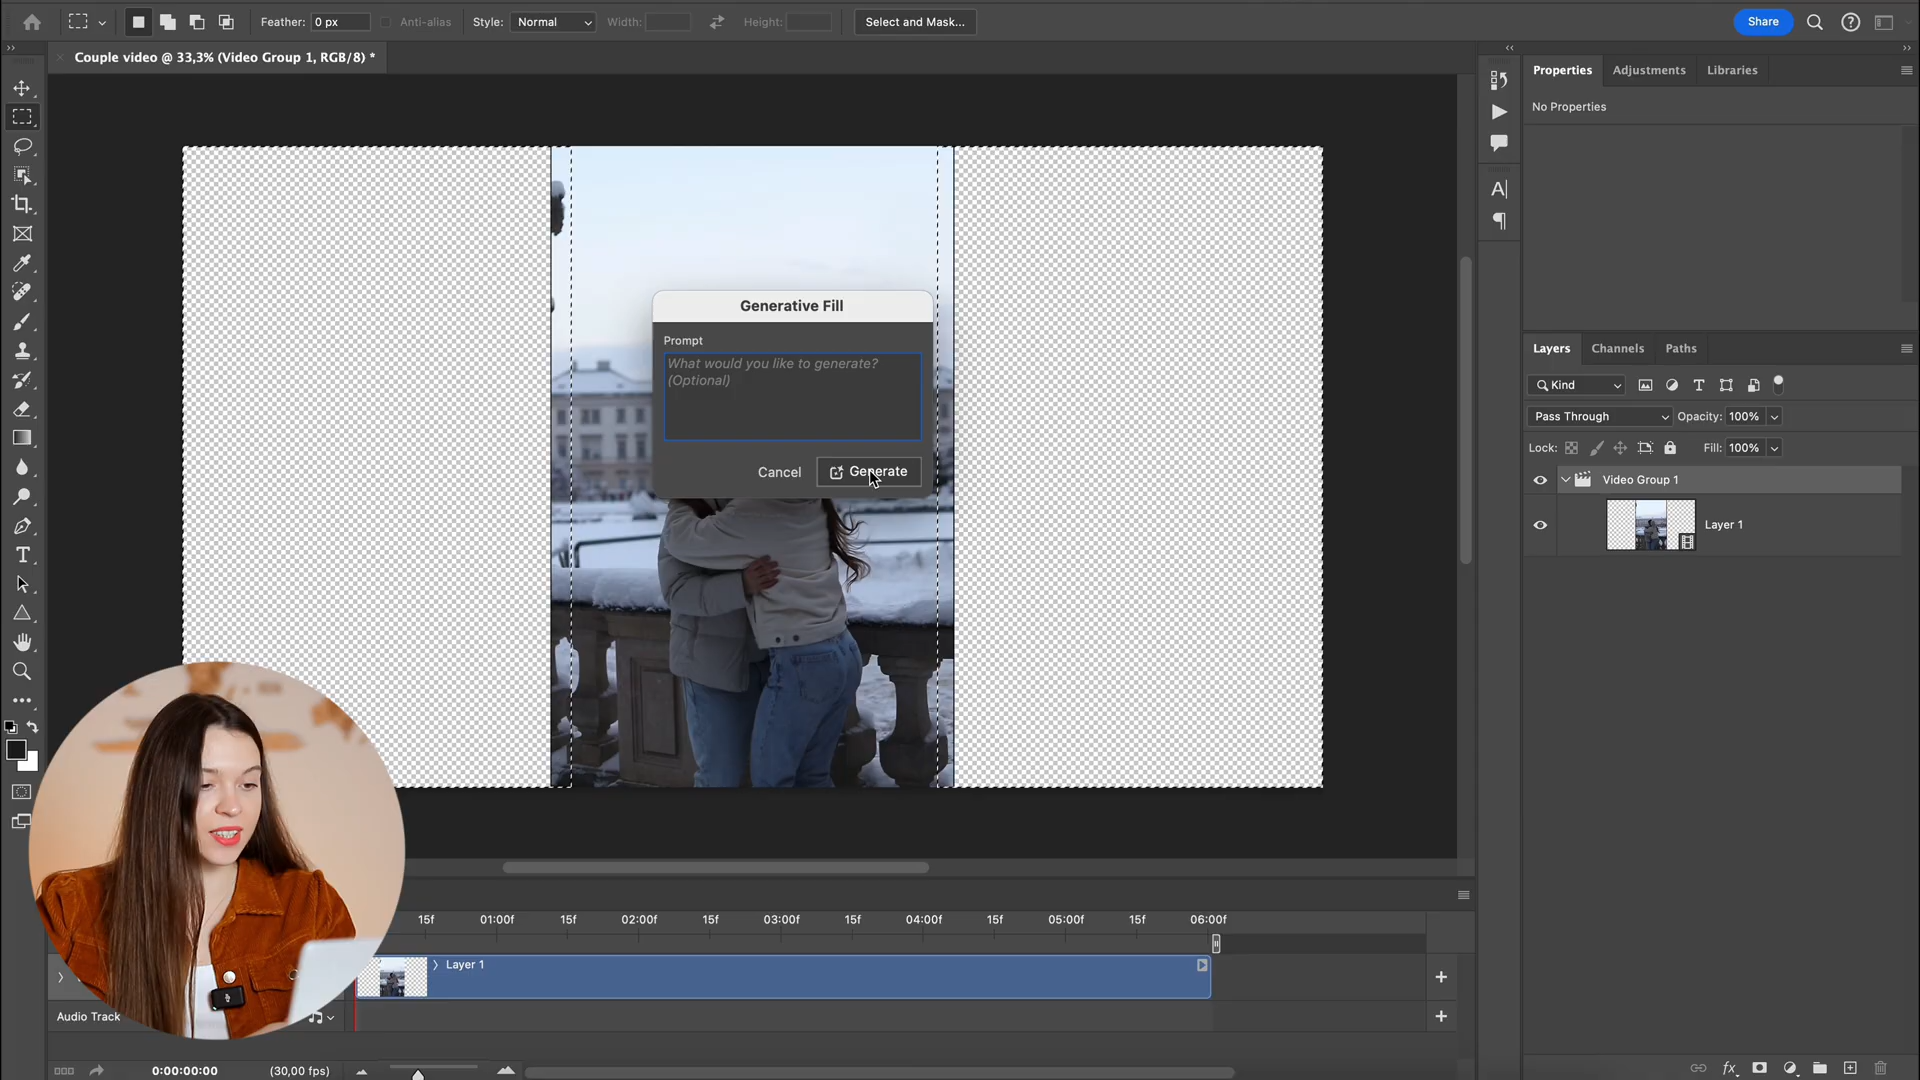 Feather: 0 px Anti-alias Style: Normal Width: Height: Select and Mask... Share
Couple video @ 33,3% (Video Group 1, RGB/8) *
Properties Adjustments Libraries
No Properties
Generative Fill
Prompt
What would you like to generate?
(Optional)
Cancel Generate
Layers Channels Paths
Kind
Pass Through Opacity: 100%
Lock: Fill: 100%
Video Group 1
Layer 1
15f 01:00f 15f 02:00f 15f 03:00f 15f 04:00f 15f 05:00f 15f 06:00f
Layer 1
Audio Track
0:00:00:00 (30,00 fps)